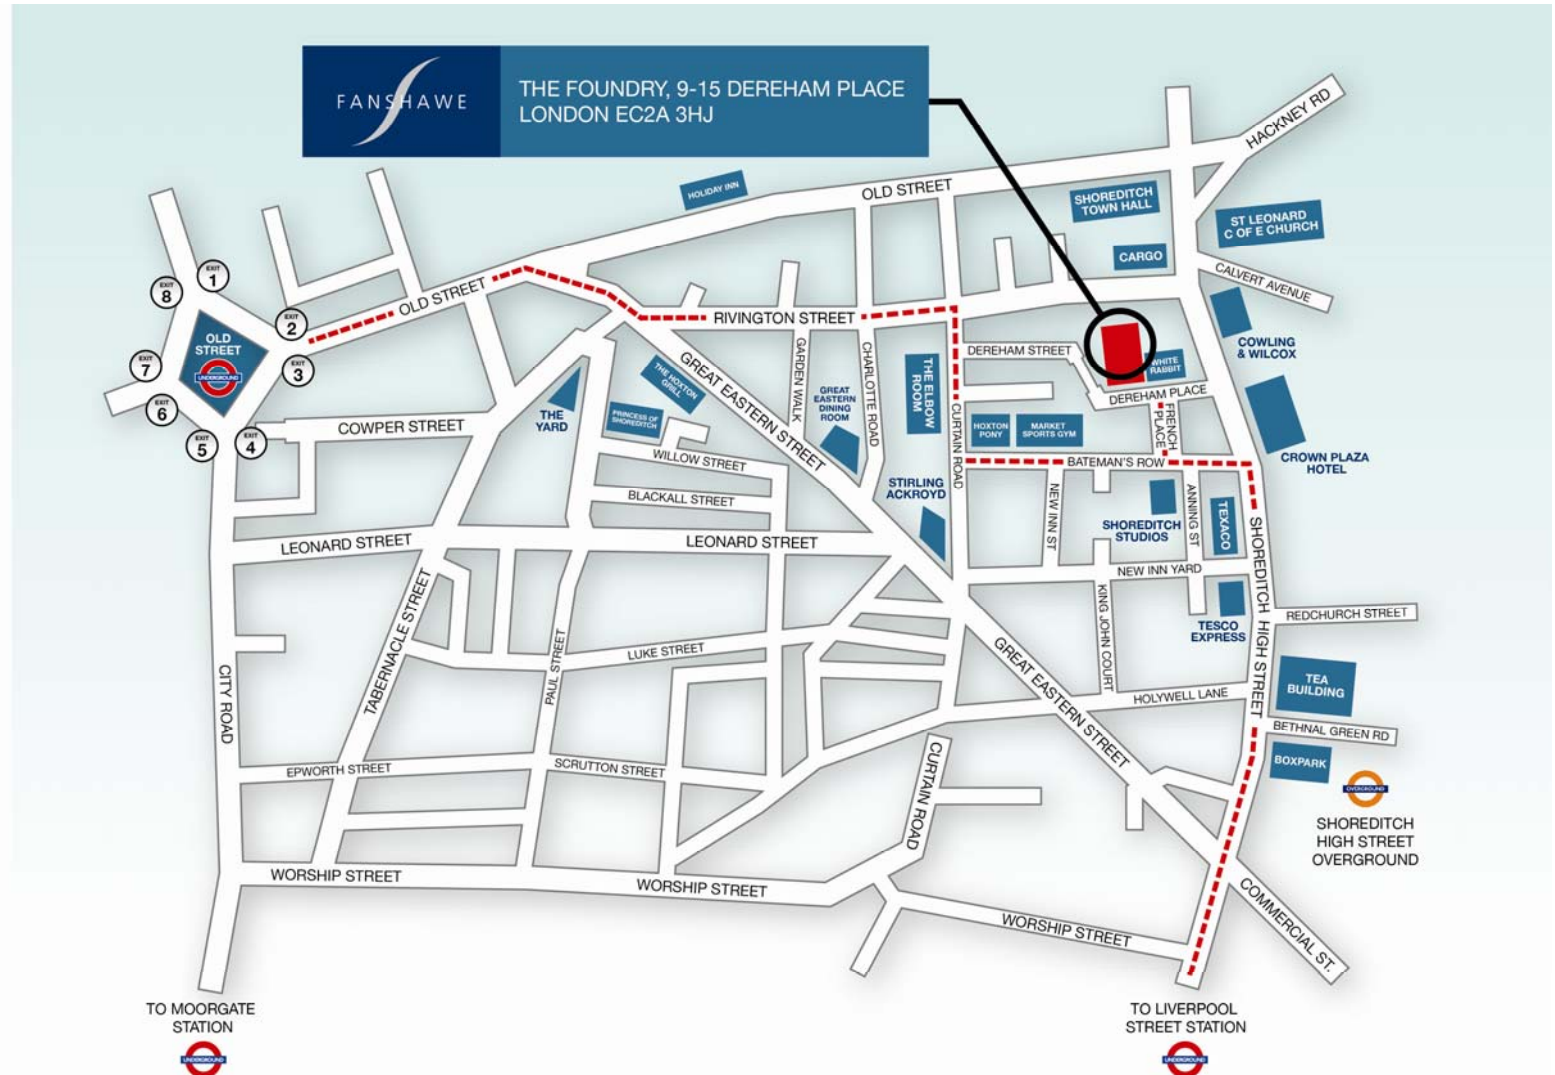 FANSHAWE
THE FOUNDRY, 9-15 DEREHAM PLACE
LONDON EC2A 3HJ
HACKNEY RD
HOLIDAY INN
OLD STREET
SHOREDITCH
TOWN HALL
ST LEONARD
C OF E CHURCH
CARGO
CALVERT AVENUE
EXIT
1
EXIT
8
EXIT
2
OLD STREET
EXIT
7
OLD
STREET
UNDERGROUND
EXIT
3
EXIT
6
EXIT
5
EXIT
4
RIVINGTON STREET
COWLING
& WILCOX
DEREHAM STREET
WHITE
RABBIT
DEREHAM PLACE
FRENCH
PLACE
GREAT EASTERN STREET
GARDEN WALK
CHARLOTTE ROAD
THE ELBOW
ROOM
CURTAIN ROAD
THE HOXTON
GRILL
GREAT
EASTERN
DINING
ROOM
THE
YARD
PRINCESS OF
SHOREDITCH
HOXTON
PONY
MARKET
SPORTS GYM
COWPER STREET
WILLOW STREET
BATEMAN'S ROW
CROWN PLAZA
HOTEL
BLACKALL STREET
STIRLING
ACKROYD
NEW INN ST
SHOREDITCH
STUDIOS
ANNING ST
TEXACO
SHOREDITCH HIGH STREET
LEONARD STREET
LEONARD STREET
NEW INN YARD
KING JOHN COURT
TESCO
EXPRESS
REDCHURCH STREET
TABERNACLE STREET
PAUL STREET
LUKE STREET
GREAT EASTERN STREET
CITY ROAD
HOLYWELL LANE
TEA
BUILDING
BETHNAL GREEN RD
BOXPARK
EPWORTH STREET
SCRUTTON STREET
CURTAIN ROAD
OVERGROUND
SHOREDITCH
HIGH STREET
OVERGROUND
WORSHIP STREET
WORSHIP STREET
WORSHIP STREET
COMMERCIAL ST.
TO MOORGATE
STATION
UNDERGROUND
TO LIVERPOOL
STREET STATION
UNDERGROUND